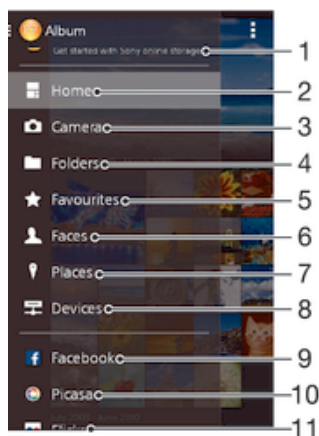 Album
Get started with Sony online storage
1
Home
2
Camera
3
Folders
4
Favourites
5
Faces
6
Places
7
Devices
8
Facebook
9
Picasa
10
Flickr
11